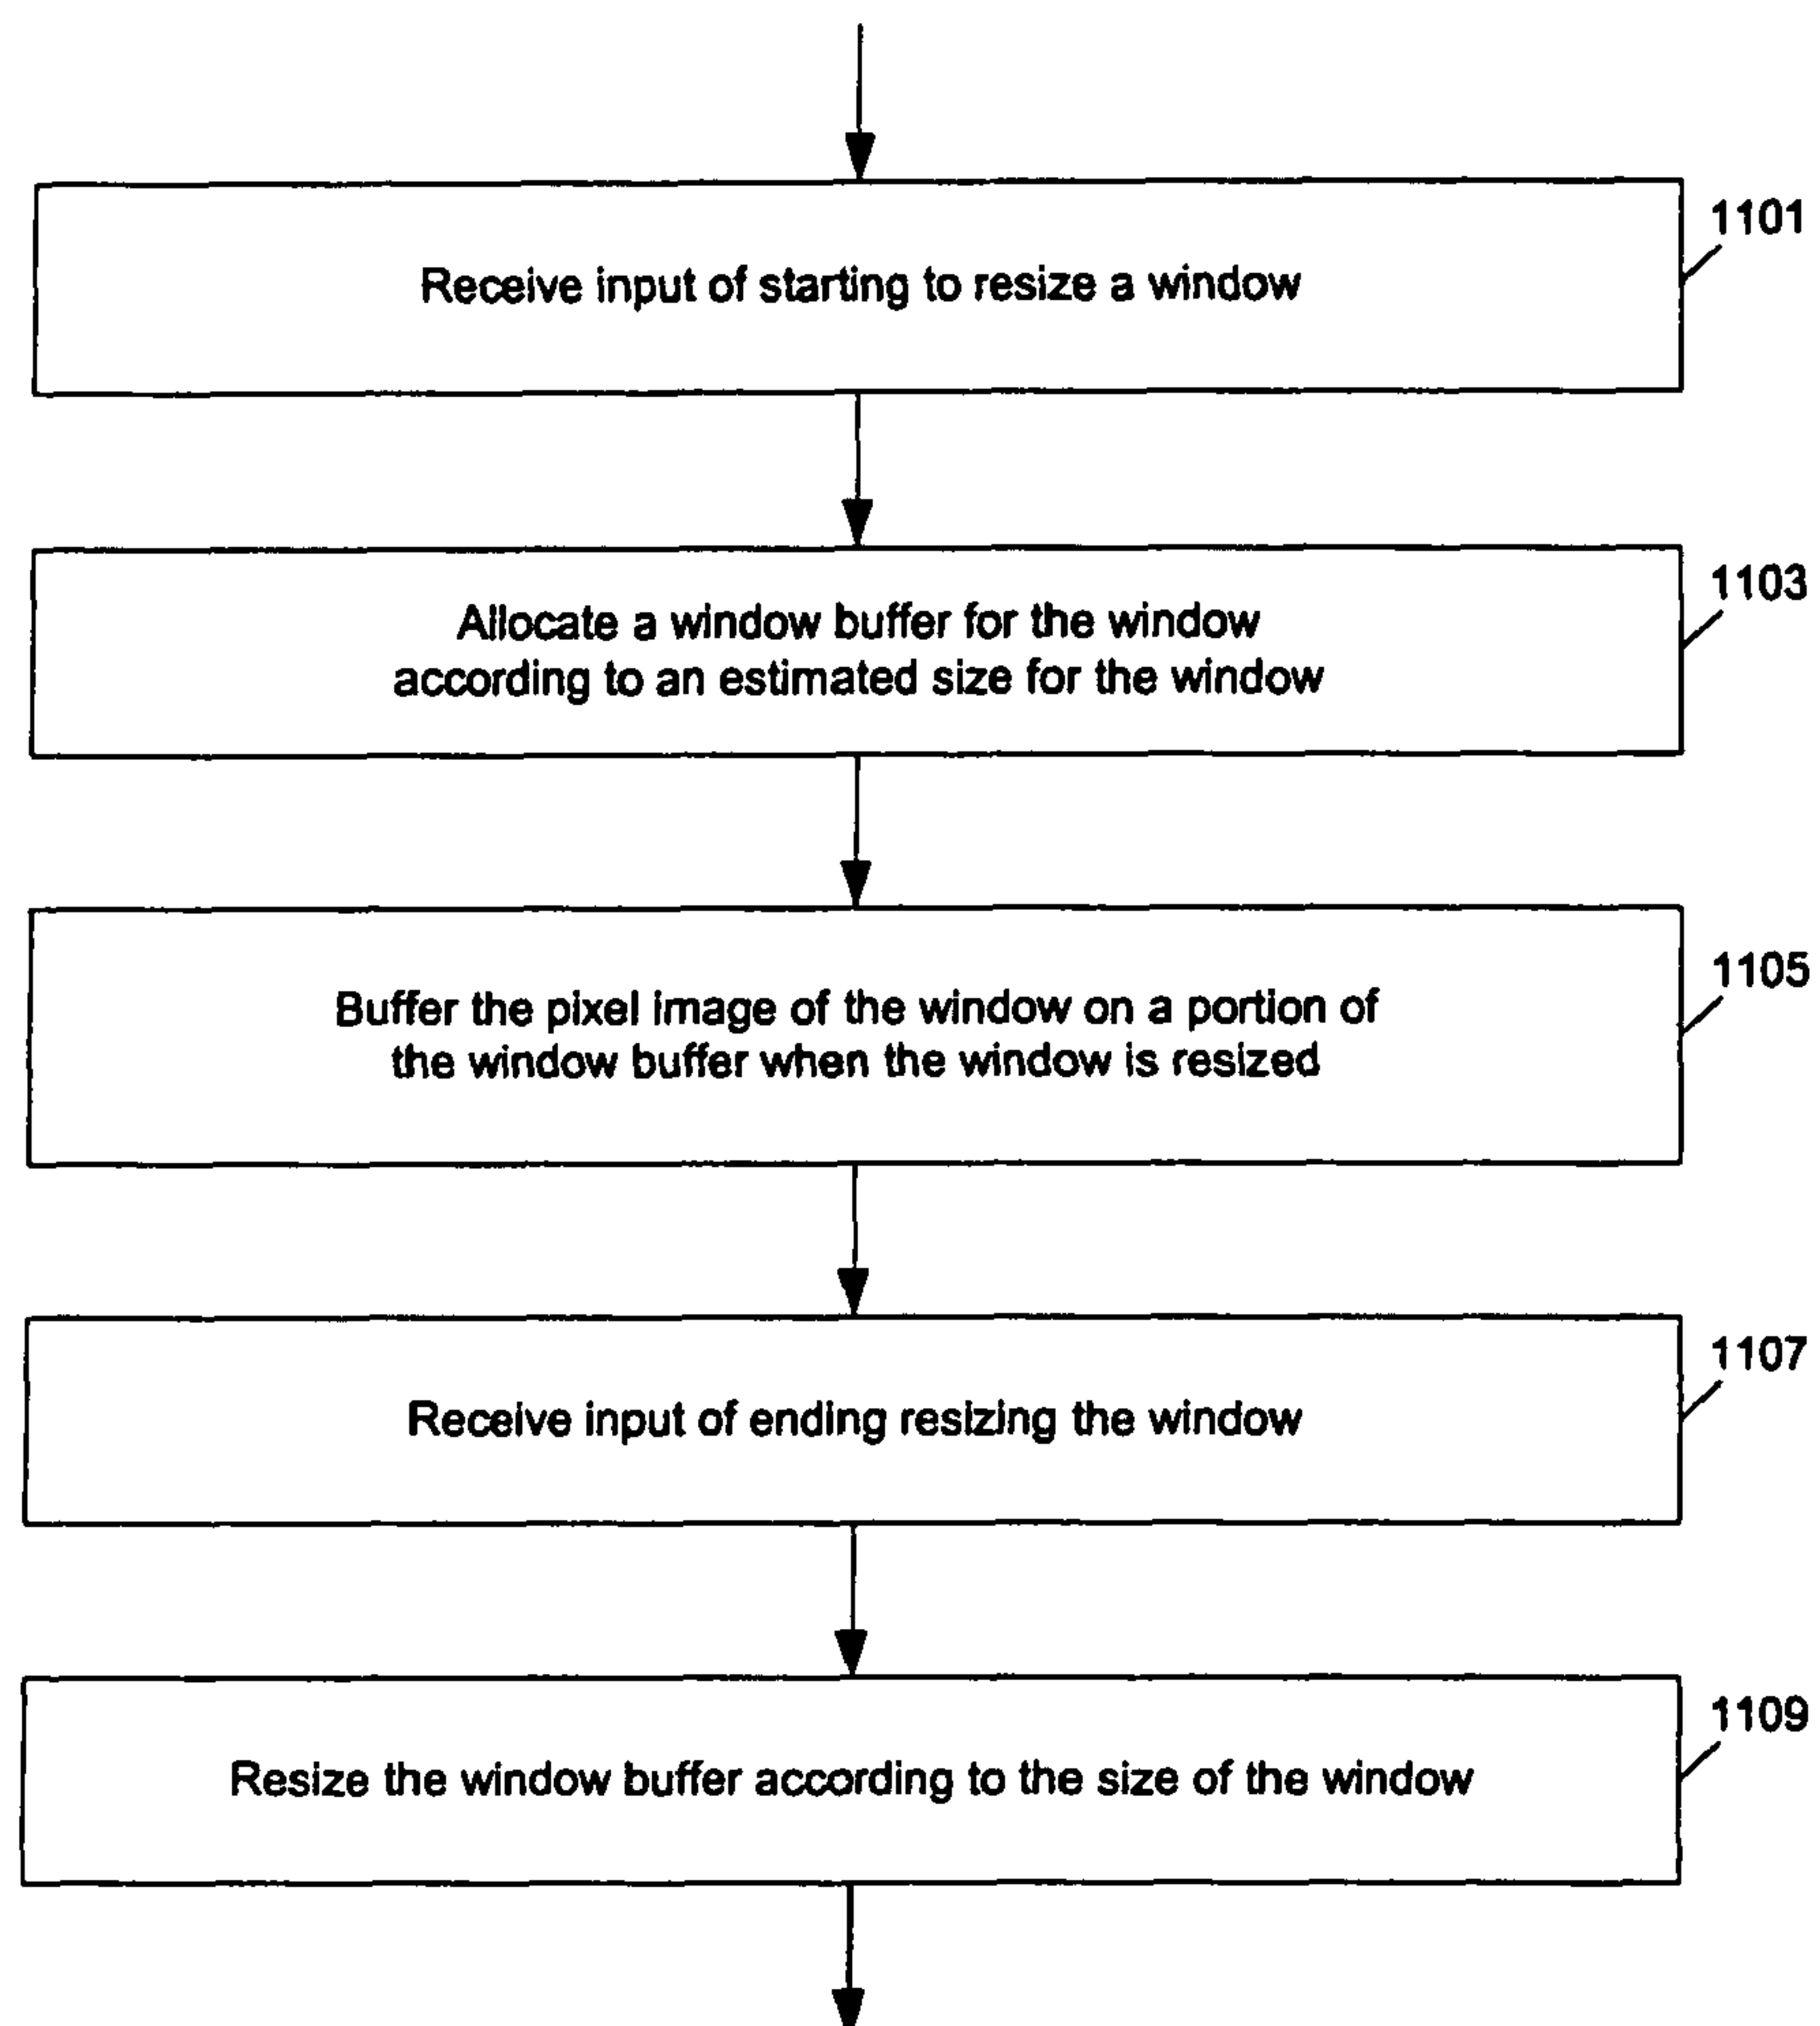 1101
Receive input of starting to resize a window
1103
Allocate a window buffer for the window
according to an estimated size for the window
1105
Buffer the pixel image of the window on a portion of
the window buffer when the window is resized
1107
Receive input of ending resizing the window
1109
Resize the window buffer according to the size of the window